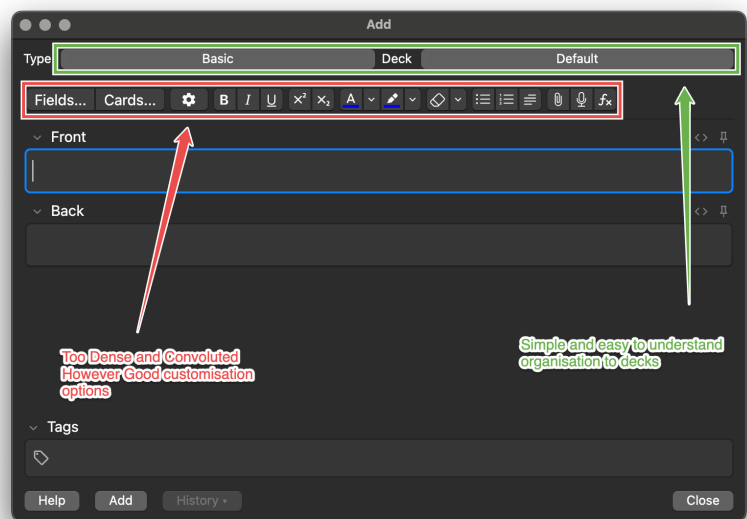 Add
Type Basic Deck Default
Fields... Cards... B I U x² x₂ A fx
Front <>
Back <>
Too Dense and Convoluted
However Good customisation
options
Simple and easy to understand
organisation to decks
Tags
Help Add History Close